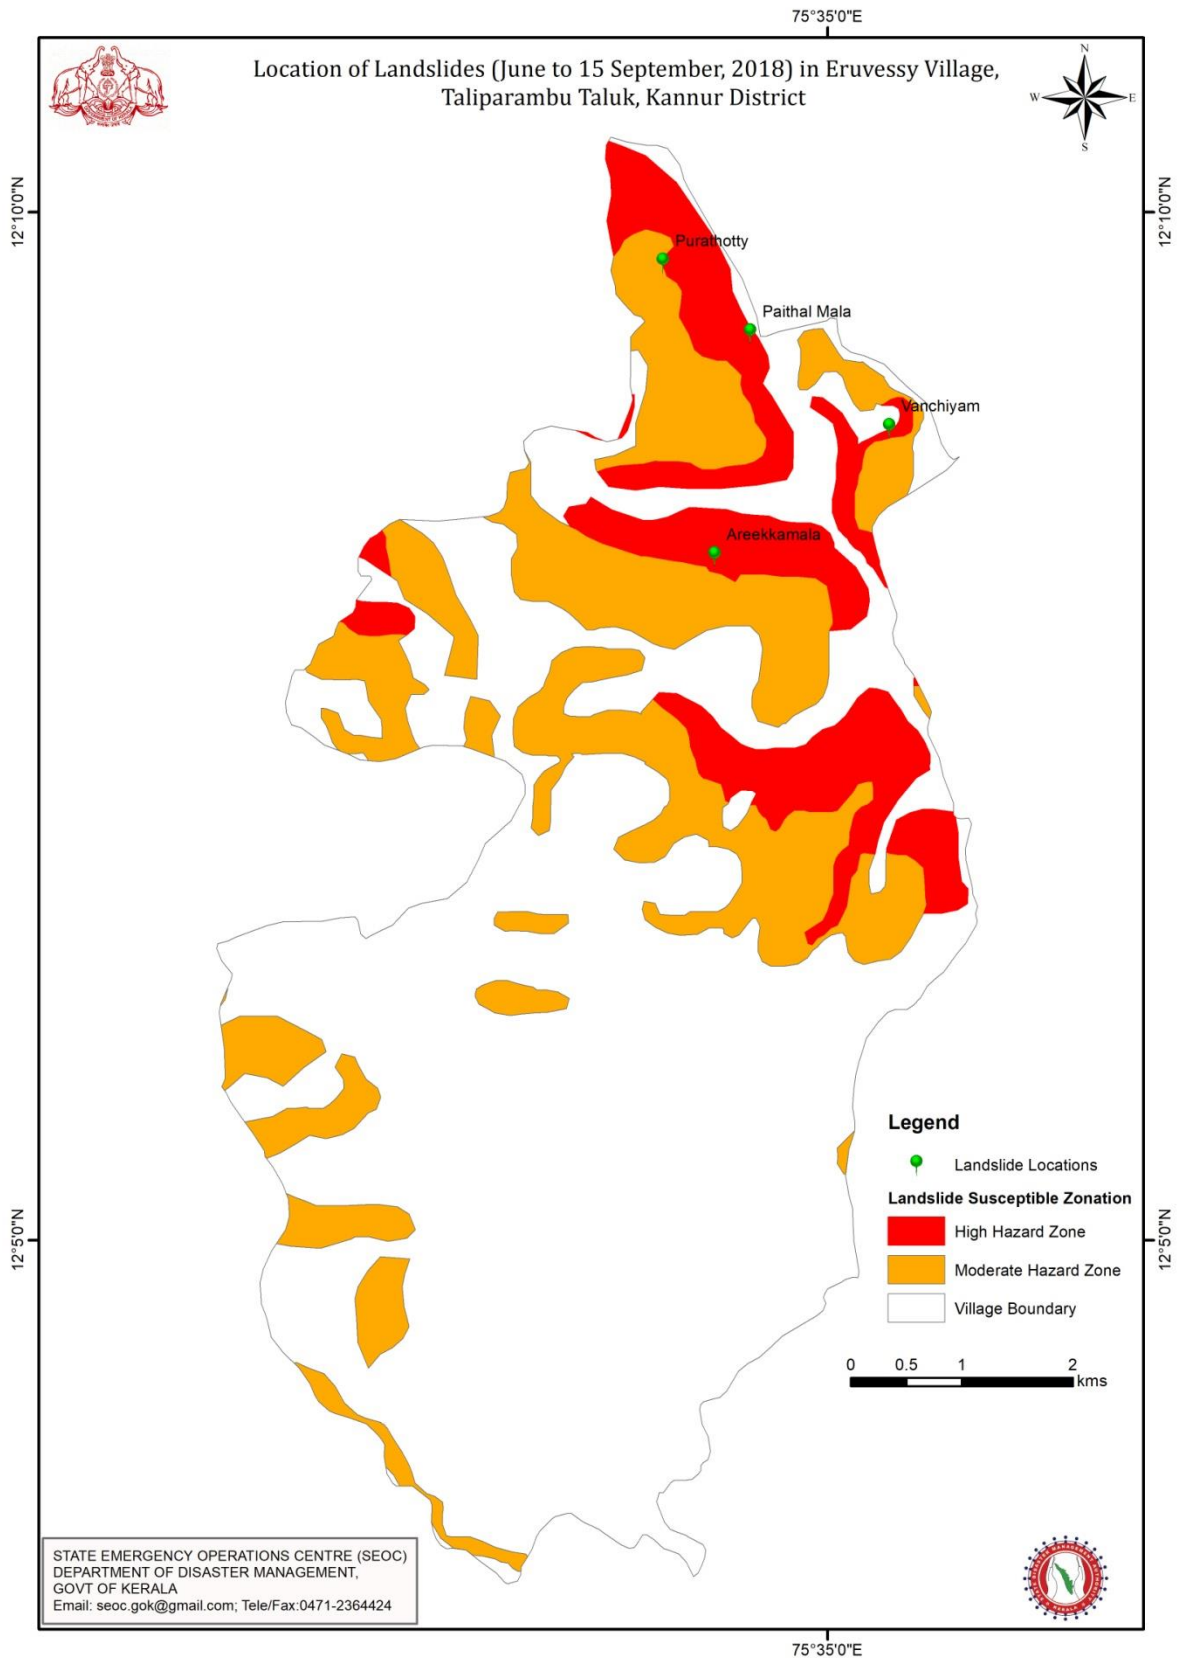 75°35'0"E
Location of Landslides (June to 15 September, 2018) in Eruvessy Village,
Taliparambu Taluk, Kannur District
N
W
E
S
12°10'0"N
12°10'0"N
Purathotty
Paithal Mala
Vanchiyam
Areekkamala
Legend
Landslide Locations
Landslide Susceptible Zonation
High Hazard Zone
Moderate Hazard Zone
Village Boundary
12°5'0"N
12°5'0"N
0 0.5 1 2
kms
STATE EMERGENCY OPERATIONS CENTRE (SEOC)
DEPARTMENT OF DISASTER MANAGEMENT,
GOVT OF KERALA
Email: seoc.gok@gmail.com; Tele/Fax:0471-2364424
75°35'0"E